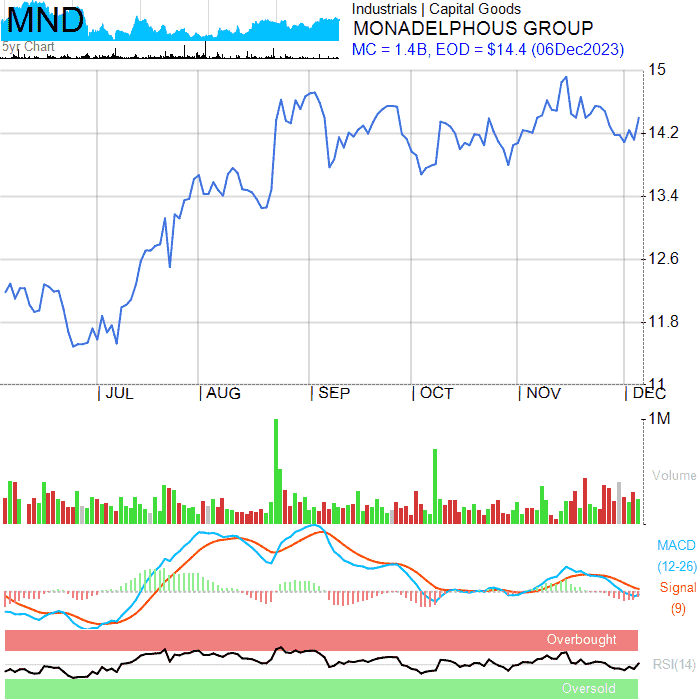 MND
5yr Chart
Industrials | Capital Goods
MONADELPHOUS GROUP
MC = 1.4B, EOD = $14.4 (06Dec2023)
15
14.2
13.4
12.6
11.8
11
| JUL | AUG | SEP | OCT | NOV | DEC
1M
Volume
MACD
(12-26)
Signal
(9)
Overbought
RSI(14)
Oversold